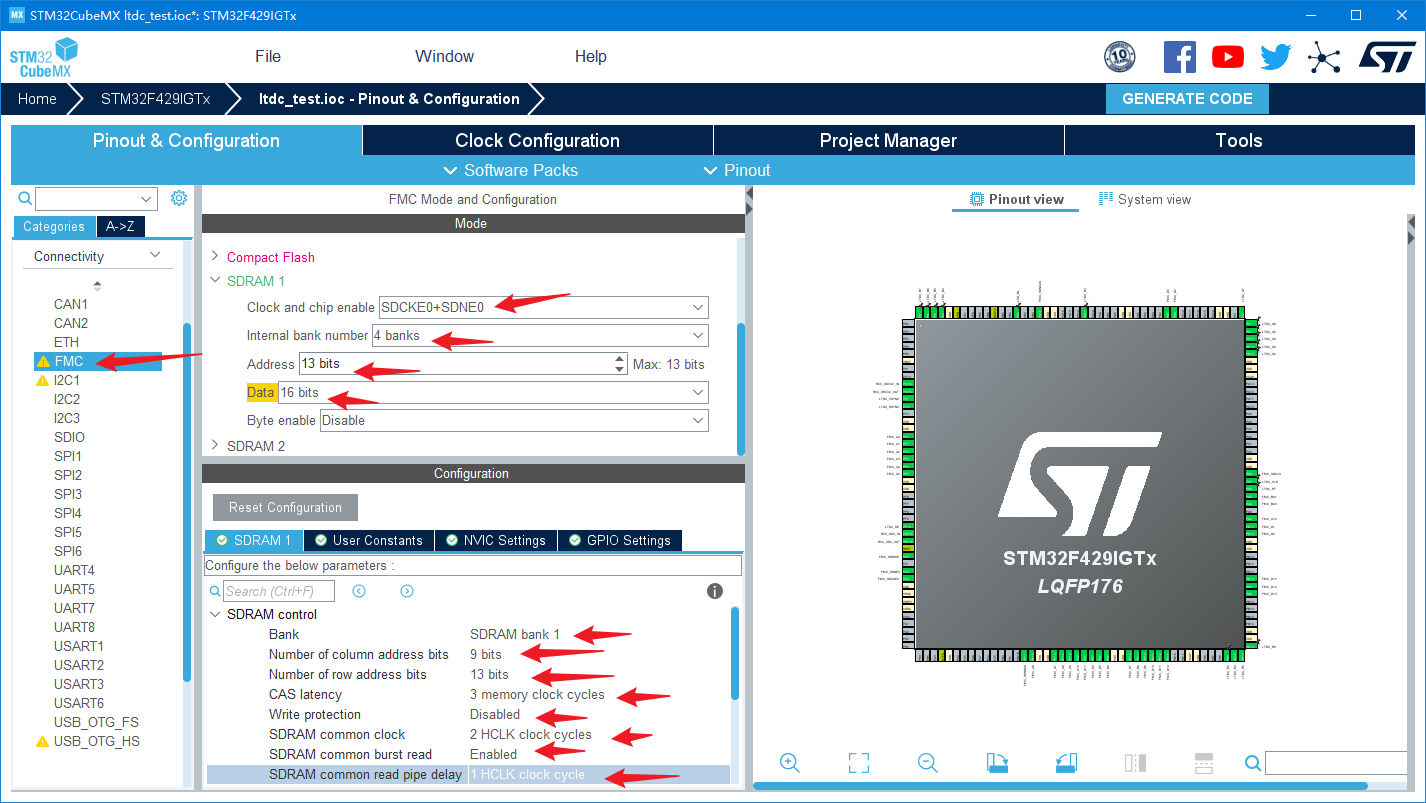 MX STM32CubeMX ltdc_test.ioc*: STM32F429IGTx
STM32
CubeMX
File Window Help
10
ST
Home STM32F429IGTx ltdc_test.ioc - Pinout & Configuration GENERATE CODE
Pinout & Configuration Clock Configuration Project Manager Tools
Software Packs Pinout
Categories A->Z
Connectivity
CAN1
CAN2
ETH
FMC
I2C1
I2C2
I2C3
SDIO
SPI1
SPI2
SPI3
SPI4
SPI5
SPI6
UART4
UART5
UART7
UART8
USART1
USART2
USART3
USART6
USB_OTG_FS
USB_OTG_HS
FMC Mode and Configuration
Mode
Compact Flash
SDRAM 1
Clock and chip enable SDCKE0+SDNE0
Internal bank number 4 banks
Address 13 bits Max: 13 bits
Data 16 bits
Byte enable Disable
SDRAM 2
Configuration
Reset Configuration
SDRAM 1 User Constants NVIC Settings GPIO Settings
Configure the below parameters :
Search (Ctrl+F)
SDRAM control
Bank SDRAM bank 1
Number of column address bits 9 bits
Number of row address bits 13 bits
CAS latency 3 memory clock cycles
Write protection Disabled
SDRAM common clock 2 HCLK clock cycles
SDRAM common burst read Enabled
SDRAM common read pipe delay 1 HCLK clock cycle
Pinout view System view
ST
STM32F429IGTx
LQFP176